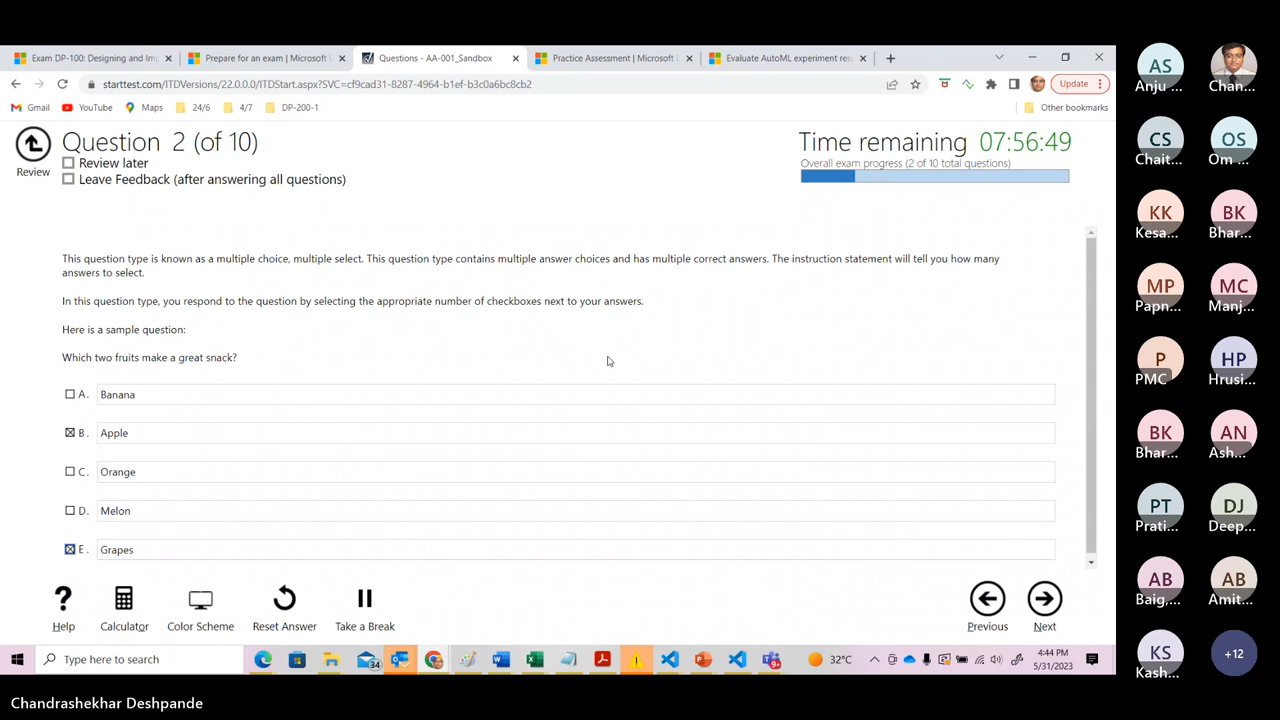 Exam DP-100: Designing and Imp
Prepare for an exam | Microsoft L
Questions - AA-001_Sandbox
Practice Assessment | Microsoft L
Evaluate AutoML experiment res
starttest.com/ITDVersions/22.0.0.0/ITDStart.aspx?SVC=cf9cad31-8287-4964-b1ef-b3c0a6bc8cb2
Update
Gmail
YouTube
Maps
24/6
4/7
DP-200-1
Other bookmarks
Review
Question 2 (of 10)
Review later
Leave Feedback (after answering all questions)
Time remaining 07:56:49
Overall exam progress (2 of 10 total questions)
This question type is known as a multiple choice, multiple select. This question type contains multiple answer choices and has multiple correct answers. The instruction statement will tell you how many
answers to select.
In this question type, you respond to the question by selecting the appropriate number of checkboxes next to your answers.
Here is a sample question:
Which two fruits make a great snack?
A. Banana
B. Apple
C. Orange
D. Melon
E. Grapes
Help
Calculator
Color Scheme
Reset Answer
Take a Break
Previous
Next
Type here to search
34
9+
32°C
4:44 PM
5/31/2023
AS
Anju ...
Chan...
CS
Chait...
OS
Om ...
KK
Kesa...
BK
Bhar...
MP
Papn...
MC
Manj...
P
PMC
HP
Hrusi...
BK
Bhar...
AN
Ash...
PT
Prati...
DJ
Deep...
AB
Baig,...
AB
Amit...
KS
Kash...
+12
Chandrashekhar Deshpande